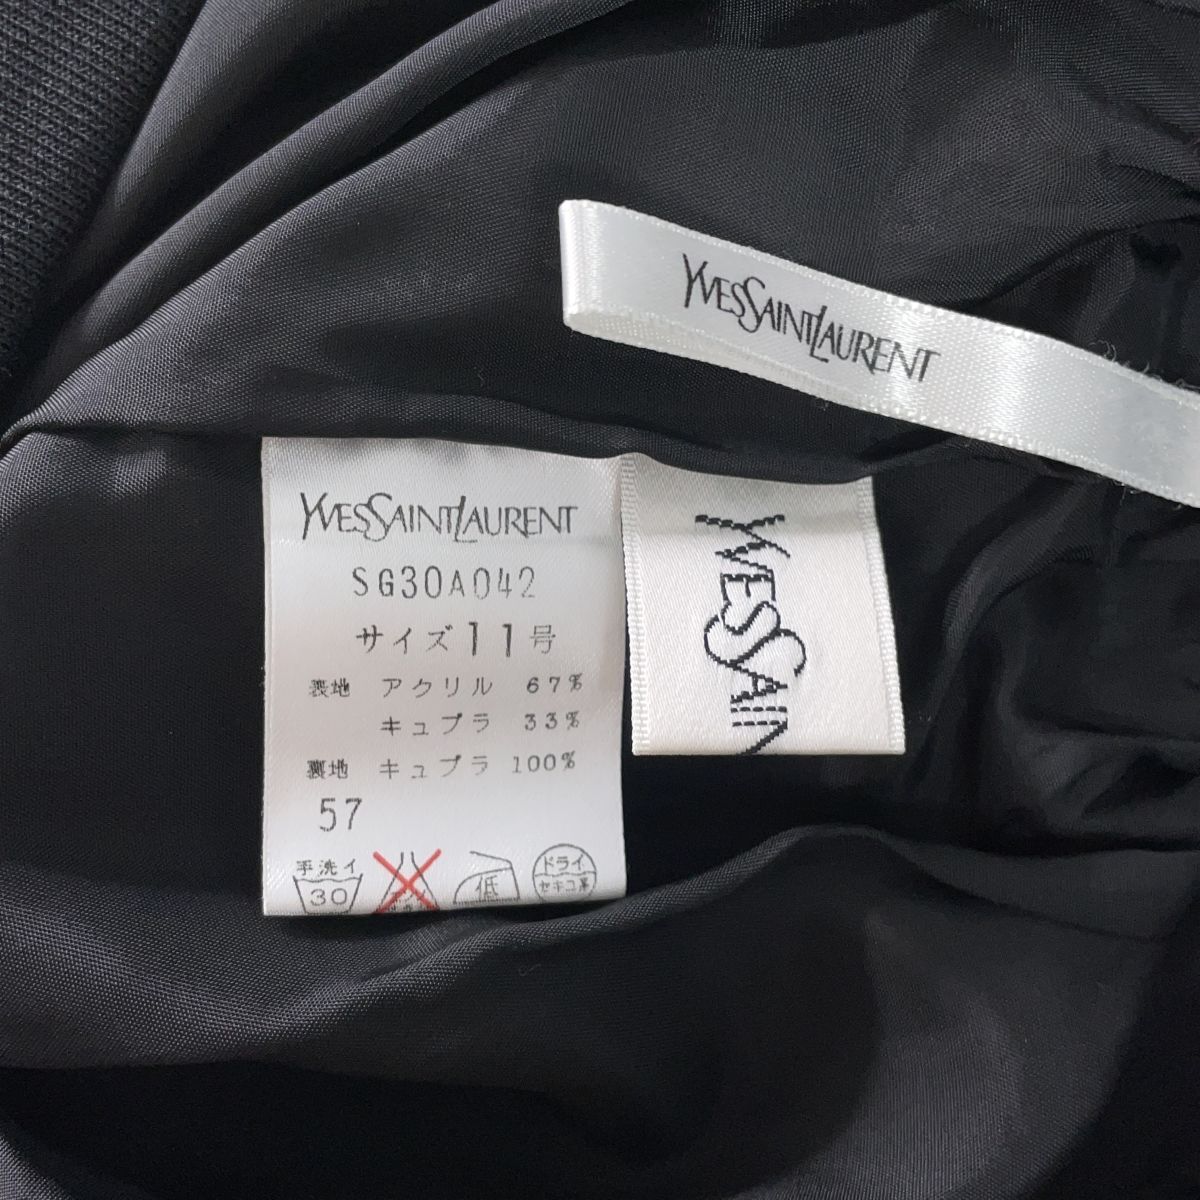 YVESSAINTLAURENT
YVESSAINTLAURENT
SG30A042
サイズ11号
表地 アクリル 67%
キュプラ 33%
裏地 キュプラ 100%
57
手洗イ
30
低
ドライ
セキユ系
YVESSAIN